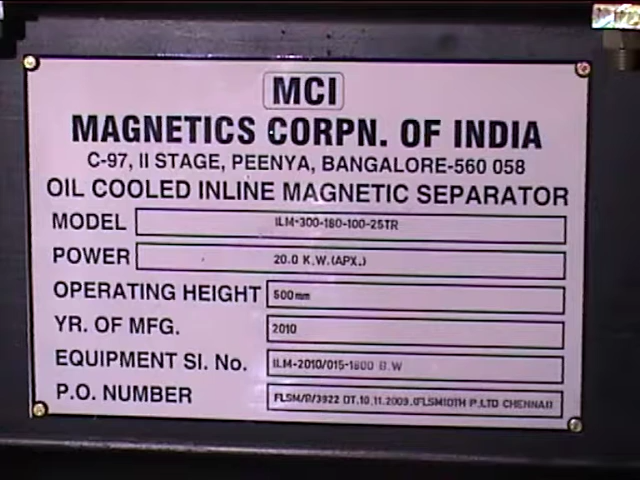 MCI
MAGNETICS CORPN. OF INDIA
C-97, II STAGE, PEENYA, BANGALORE-560 058
OIL COOLED INLINE MAGNETIC SEPARATOR
MODEL ILM-300-180-100-25TR
POWER 20.0 K.W.(APX.)
OPERATING HEIGHT 500mm
YR. OF MFG. 2010
EQUIPMENT SI. No. ILM-2010/015-1800 B.W
P.O. NUMBER FLSM/P/3922 DT.10.11.2009.(FLSMIDTH P.LTD CHENNAI)